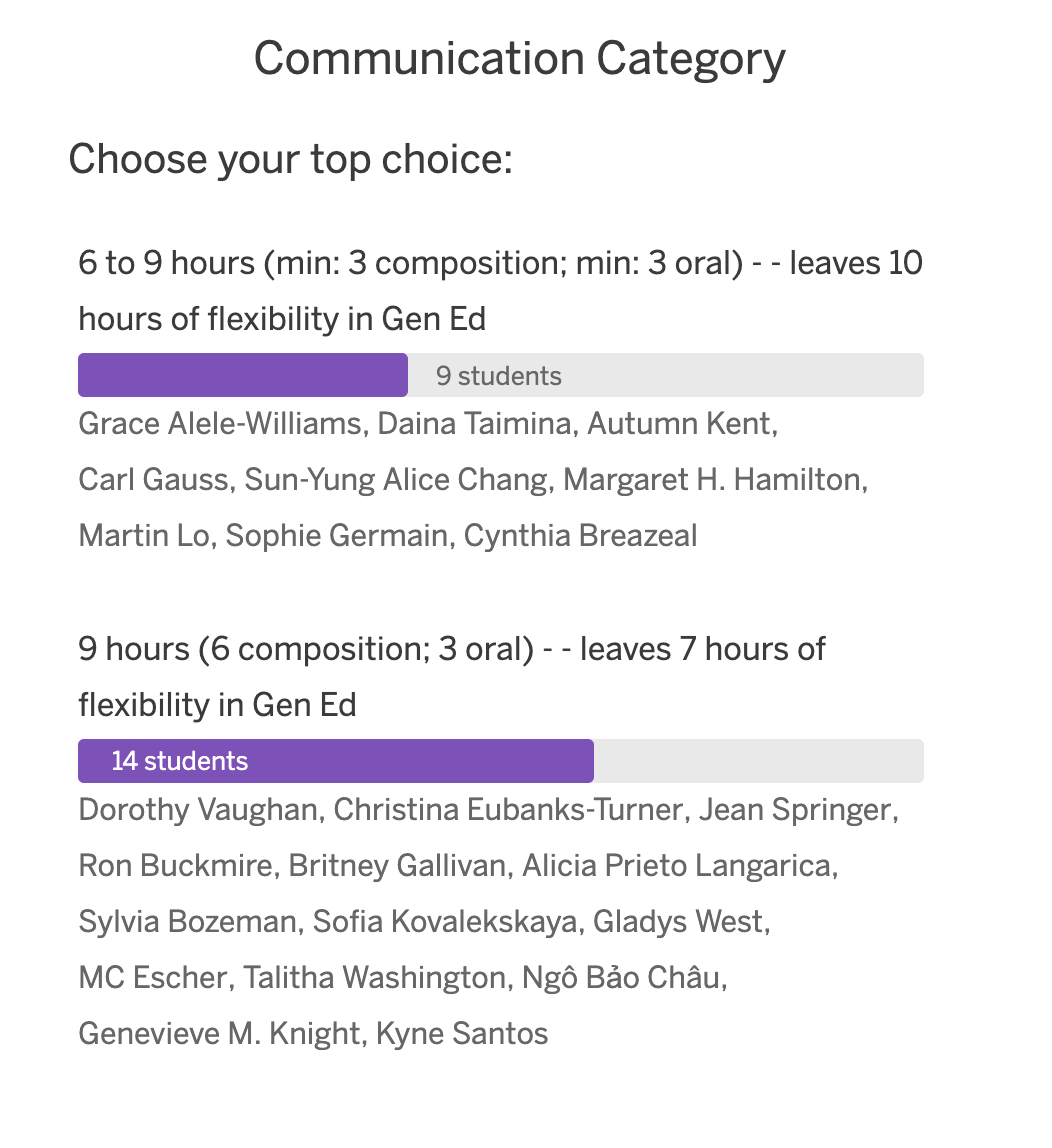 Communication Category
Choose your top choice:
6 to 9 hours (min: 3 composition; min: 3 oral) - - leaves 10
hours of flexibility in Gen Ed
9 students
Grace Alele-Williams, Daina Taimina, Autumn Kent,
Carl Gauss, Sun-Yung Alice Chang, Margaret H. Hamilton,
Martin Lo, Sophie Germain, Cynthia Breazeal
9 hours (6 composition; 3 oral) - - leaves 7 hours of
flexibility in Gen Ed
14 students
Dorothy Vaughan, Christina Eubanks-Turner, Jean Springer,
Ron Buckmire, Britney Gallivan, Alicia Prieto Langarica,
Sylvia Bozeman, Sofia Kovalekskaya, Gladys West,
MC Escher, Talitha Washington, Ngô Bảo Châu,
Genevieve M. Knight, Kyne Santos